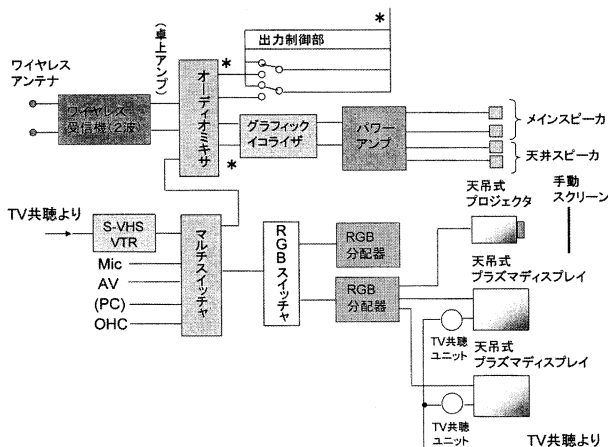 *
出力制御部
(卓上アンプ)
ワイヤレス
アンテナ
オーディオミキサ
*
ワイヤレス
受信機(2波)
グラフィック
イコライザ
パワー
アンプ
メインスピーカ
天井スピーカ
*
天吊式
プロジェクタ
手動
スクリーン
TV共聴より
S-VHS
VTR
Mic
AV
(PC)
OHC
マルチスイッチャ
RGBスイッチャ
RGB
分配器
RGB
分配器
天吊式
プラズマディスプレイ
TV共聴
ユニット
天吊式
プラズマディスプレイ
TV共聴
ユニット
TV共聴より